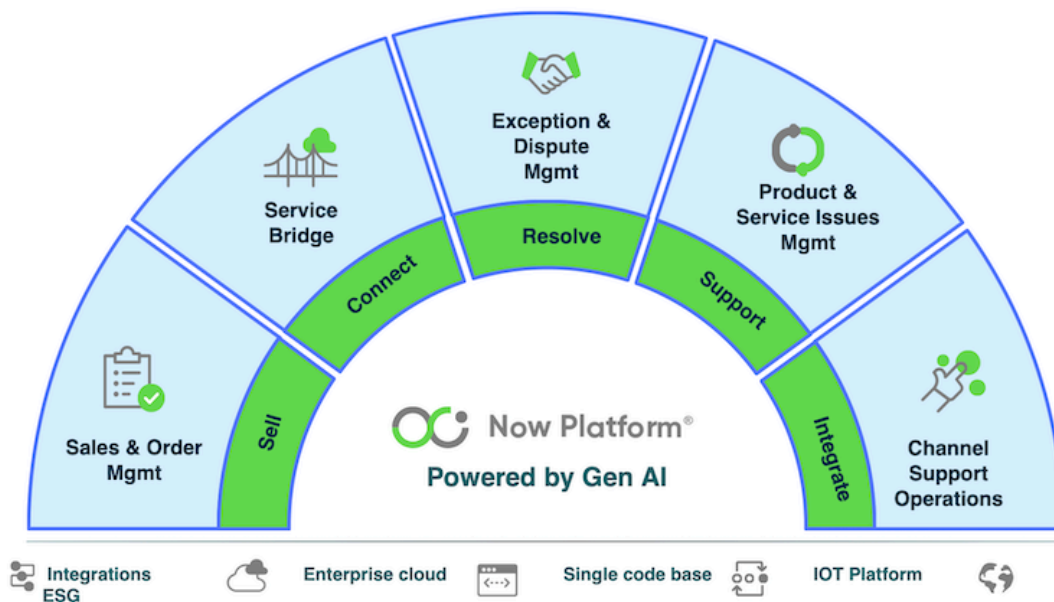 Exception &
Dispute
Mgmt
Service
Bridge
Product &
Service Issues
Mgmt
Resolve
Connect
Support
Sales & Order
Mgmt
Sell
Now Platform®
Powered by Gen AI
Integrate
Channel
Support
Operations
Integrations
ESG
Enterprise cloud
Single code base
IOT Platform